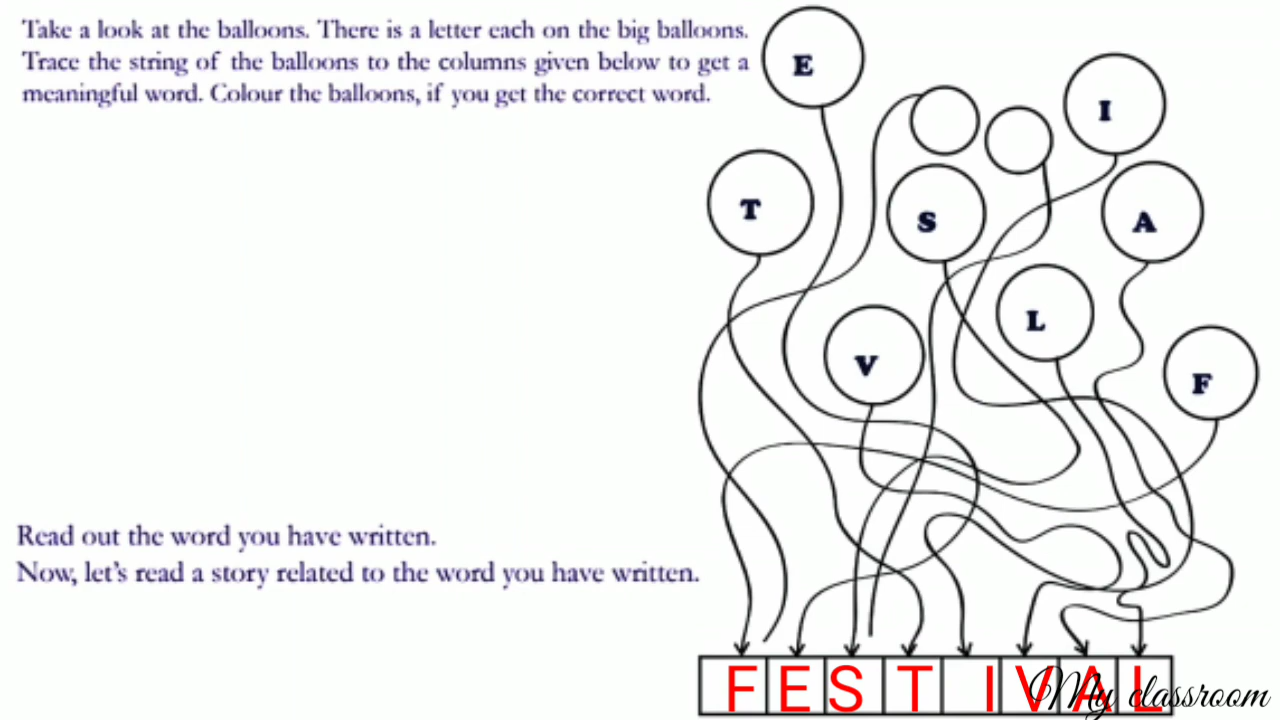 Take a look at the balloons. There is a letter each on the big balloons.
Trace the string of the balloons to the columns given below to get a
meaningful word. Colour the balloons, if you get the correct word.
E
I
T
S
A
L
V
F
Read out the word you have written.
Now, let's read a story related to the word you have written.
FESTIVAL
My classroom